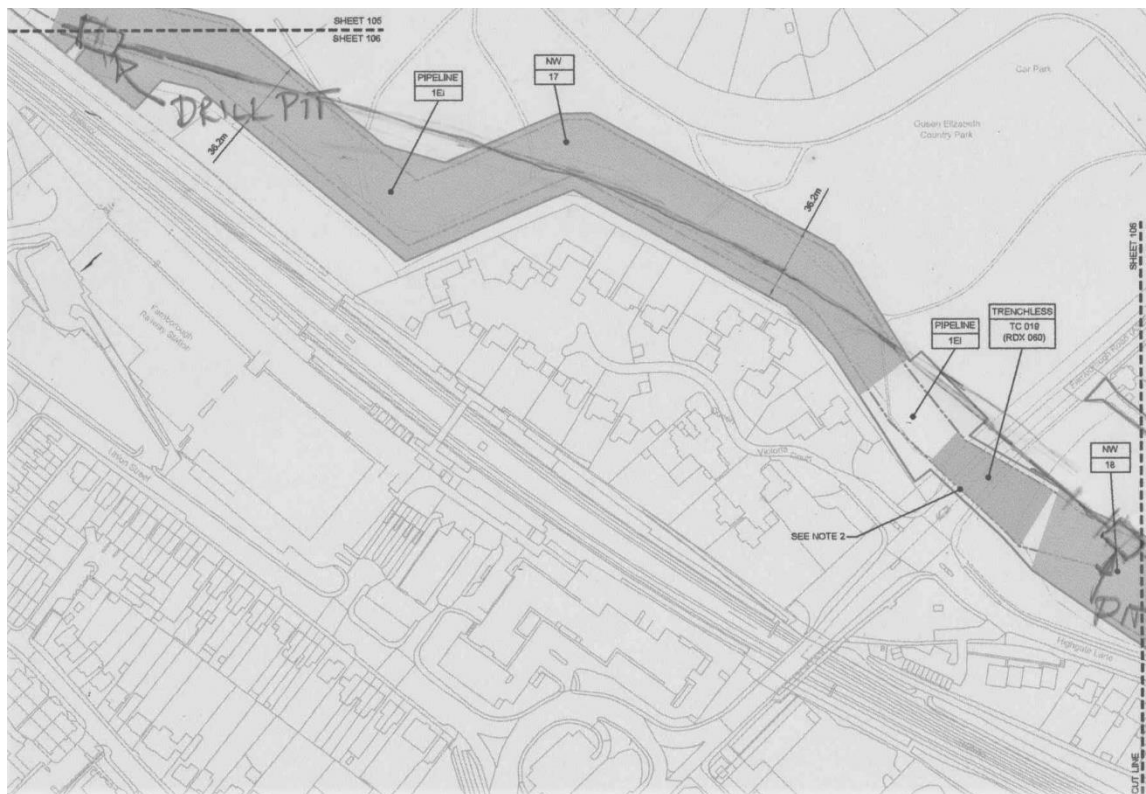 SHEET 105
SHEET 106
DRILL PIT
36.2m
PIPELINE
1Ei
NW
17
Car Park
Queen Elizabeth
Country Park
36.2m
SHEET 106
PIPELINE
1Ei
TRENCHLESS
TC 019
(RDX 060)
Farnborough
Railway Station
Union Street
Victoria Court
NW
18
SEE NOTE 2
Highgate Lane
CUT LINE